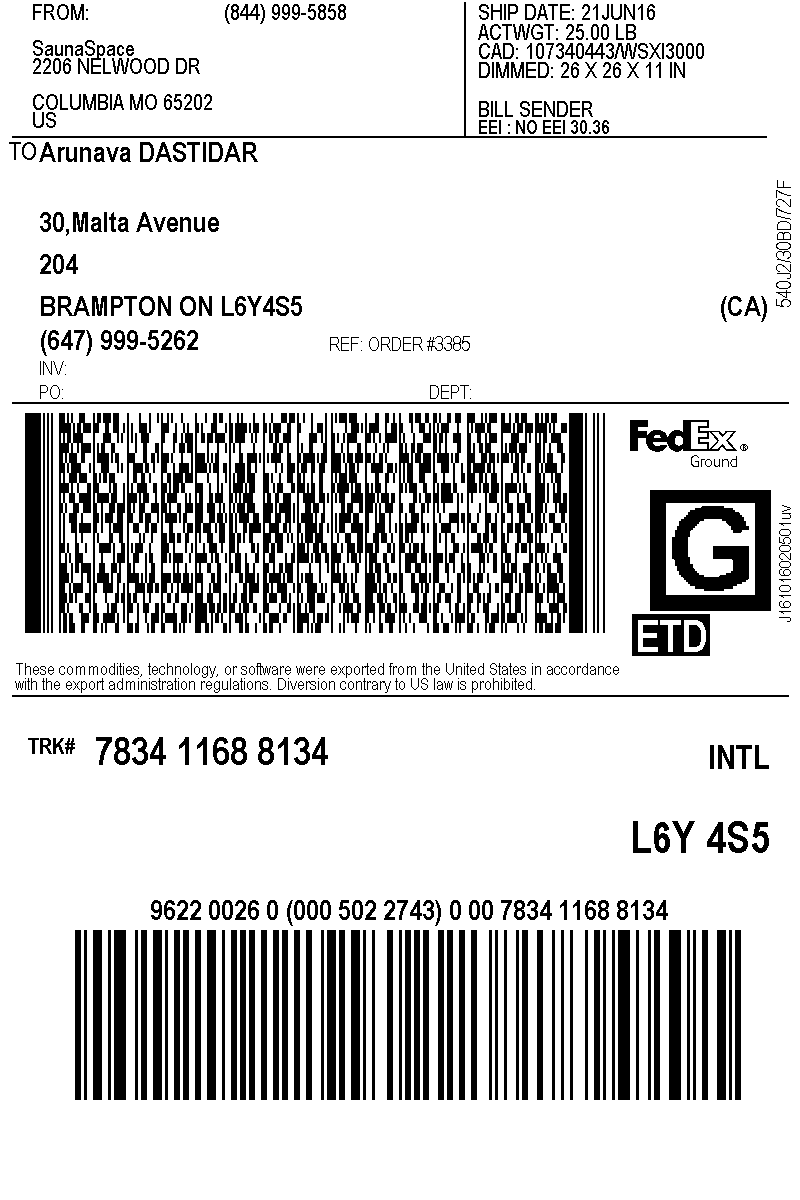 FROM: (844) 999-5858
SaunaSpace
2206 NELWOOD DR
COLUMBIA MO 65202
US
SHIP DATE: 21JUN16
ACTWGT: 25.00 LB
CAD: 107340443/WSXI3000
DIMMED: 26 X 26 X 11 IN
BILL SENDER
EEI : NO EEI 30.36
TO Arunava DASTIDAR
30,Malta Avenue
204
BRAMPTON ON L6Y4S5 (CA)
(647) 999-5262 REF: ORDER #3385
INV:
PO: DEPT:
540J2/30BD/727F
FedEx®
Ground
G
ETD
J161016020501uv
These commodities, technology, or software were exported from the United States in accordance
with the export administration regulations. Diversion contrary to US law is prohibited.
TRK# 7834 1168 8134 INTL
L6Y 4S5
9622 0026 0 (000 502 2743) 0 00 7834 1168 8134